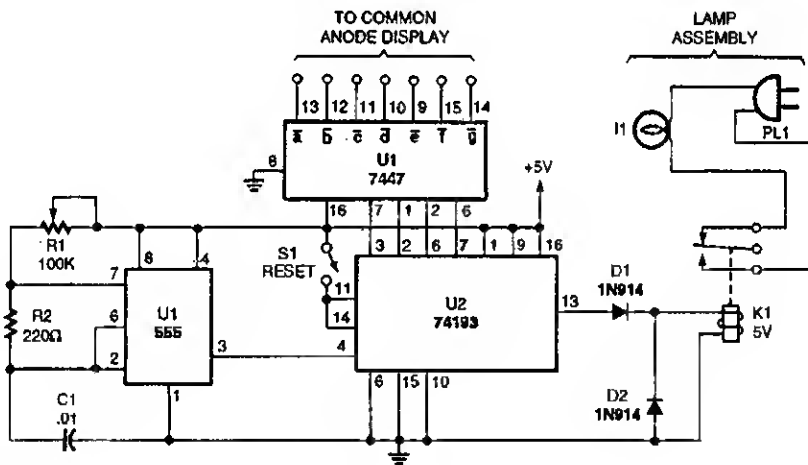 TO COMMON
ANODE DISPLAY
LAMP
ASSEMBLY
13 12 11 10 9 15 14
a b c d e f g
U1
7447
8
16 7 1 2 6
+5V
I1
PL1
R1
100K
8 4
S1
RESET
3 2 6 7 1 9 16
7
6
2
U1
555
3
1
R2
220Ω
C1
.01
11
14
4
U2
74193
13
8 15 10
D1
1N914
D2
1N914
K1
5V